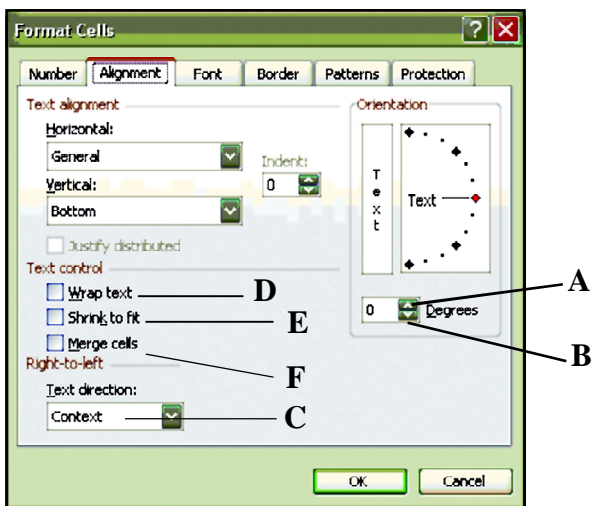 Format Cells
?
X
Number Alignment Font Border Patterns Protection
Text alignment
Horizontal:
General
Indent:
0
Vertical:
Bottom
Justify distributed
Text control
Wrap text
D
Shrink to fit
E
Merge cells
F
Right-to-left
Text direction:
Context
C
Orientation
T
e
x
t
Text
0 Degrees
A
B
OK Cancel